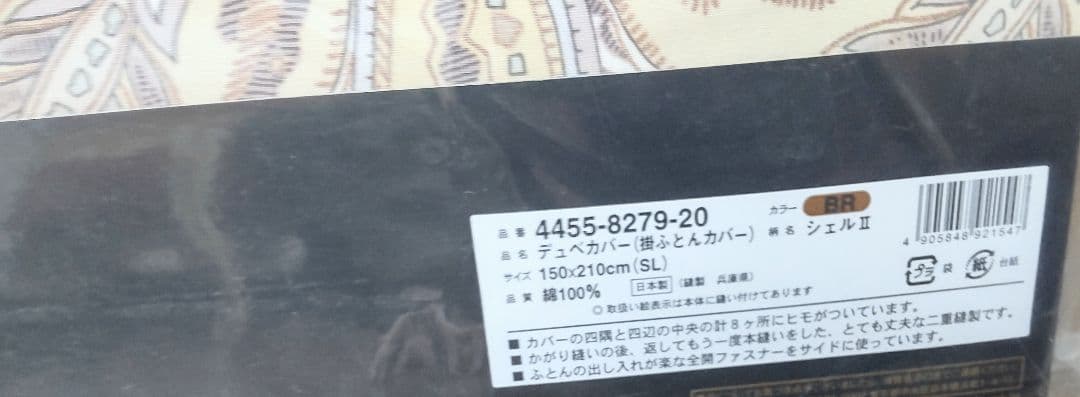 品番 4455-8279-20 カラー BR
品名 デュベカバー(掛ふとんカバー) 柄名 シェルⅡ
サイズ 150×210cm(SL)
品質 綿100% 日本製 (縫製 兵庫県)
◎取扱い絵表示は本体に縫い付けてあります
4 905848 921547
プラ 袋 紙 台紙
■カバーの四隅と四辺の中央の計8ヶ所にヒモがついています。
■かがり縫いの後、返してもう一度本縫いをした、とても丈夫な二重縫製です。
■ふとんの出し入れが楽な全開ファスナーをサイドに使っています。